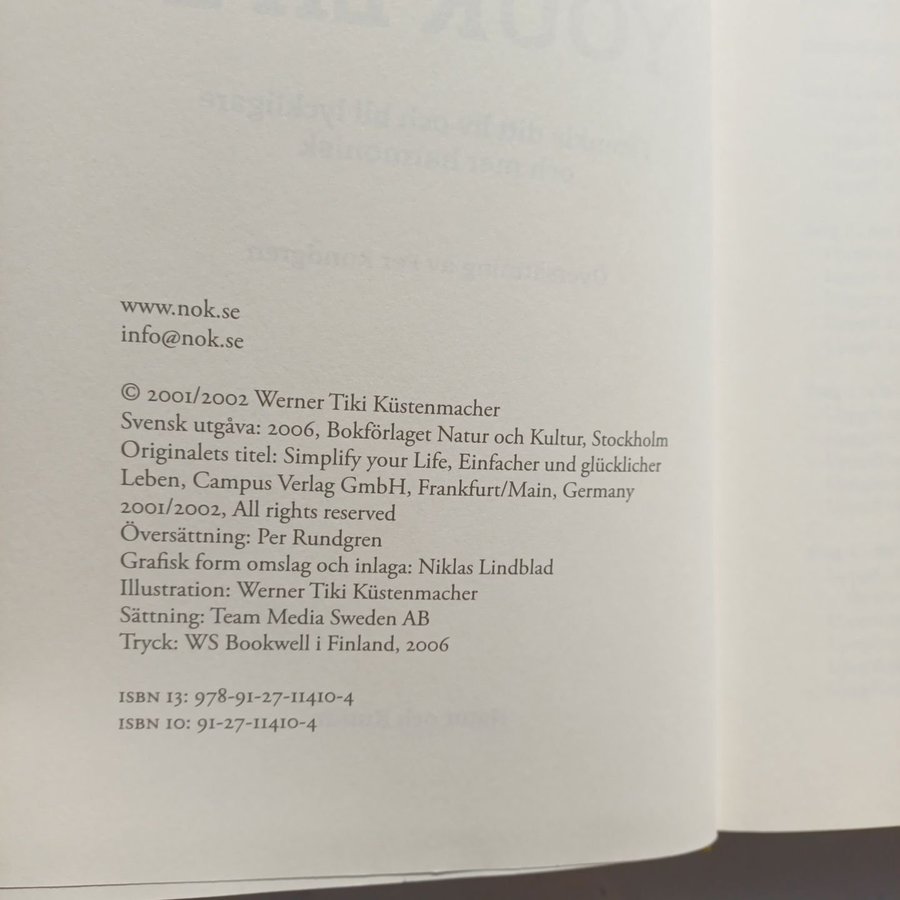 www.nok.se
info@nok.se
© 2001/2002 Werner Tiki Küstenmacher
Svensk utgåva: 2006, Bokförlaget Natur och Kultur, Stockholm
Originalets titel: Simplify your Life, Einfacher und glücklicher
Leben, Campus Verlag GmbH, Frankfurt/Main, Germany
2001/2002, All rights reserved
Översättning: Per Rundgren
Grafisk form omslag och inlaga: Niklas Lindblad
Illustration: Werner Tiki Küstenmacher
Sättning: Team Media Sweden AB
Tryck: WS Bookwell i Finland, 2006
ISBN 13: 978-91-27-11410-4
ISBN 10: 91-27-11410-4